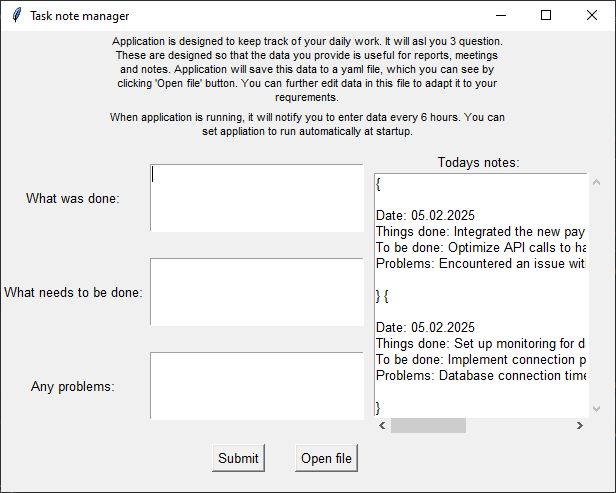 Task note manager
Application is designed to keep track of your daily work. It will asl you 3 question.
These are designed so that the data you provide is useful for reports, meetings
and notes. Application will save this data to a yaml file, which you can see by
clicking 'Open file' button. You can further edit data in this file to adapt it to your
requrements.
When application is running, it will notify you to enter data every 6 hours. You can
set appliation to run automatically at startup.
Todays notes:
What was done:
{
Date: 05.02.2025
Things done: Integrated the new pay
To be done: Optimize API calls to ha
Problems: Encountered an issue wit
What needs to be done:
} {
Date: 05.02.2025
Things done: Set up monitoring for d
To be done: Implement connection p
Problems: Database connection time
Any problems:
}
Submit
Open file